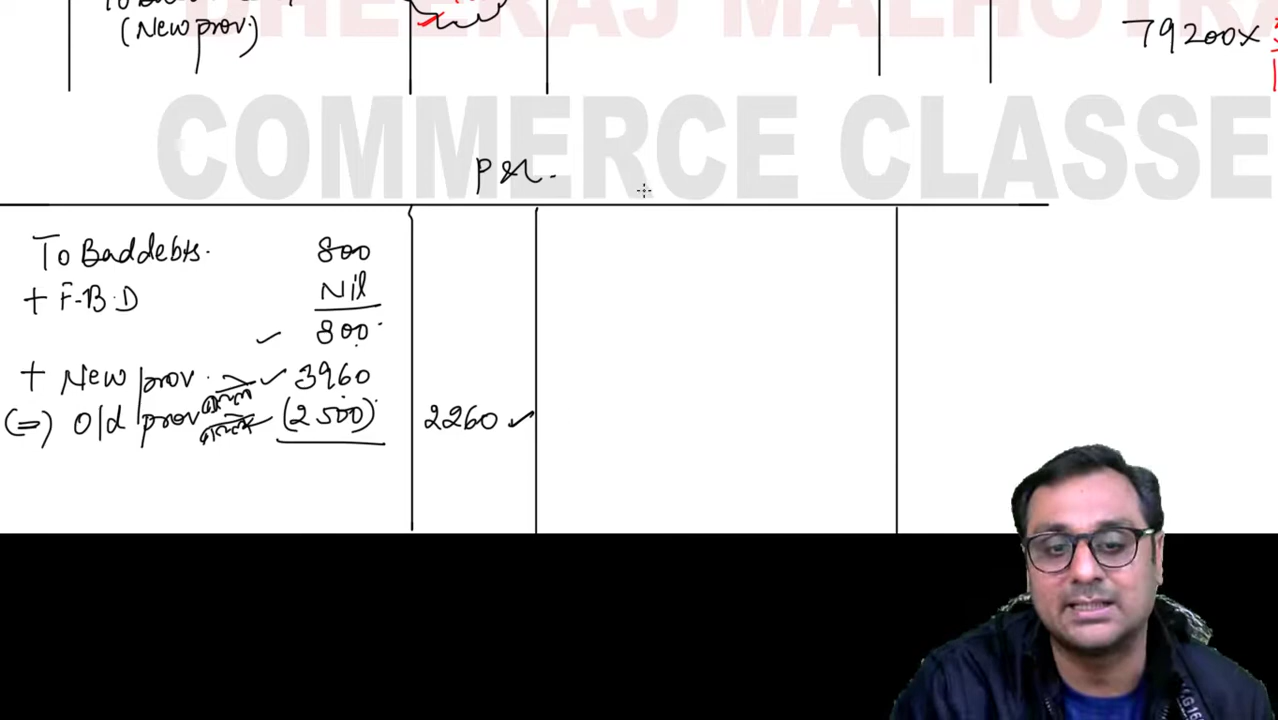 (New prov)
79200x
COMMERCE CLASSE
P &L.
To Baddebts. 800
+ F.B.D Nil
800
+ New prov. 3960
(=>) Old prov (2500) 2260